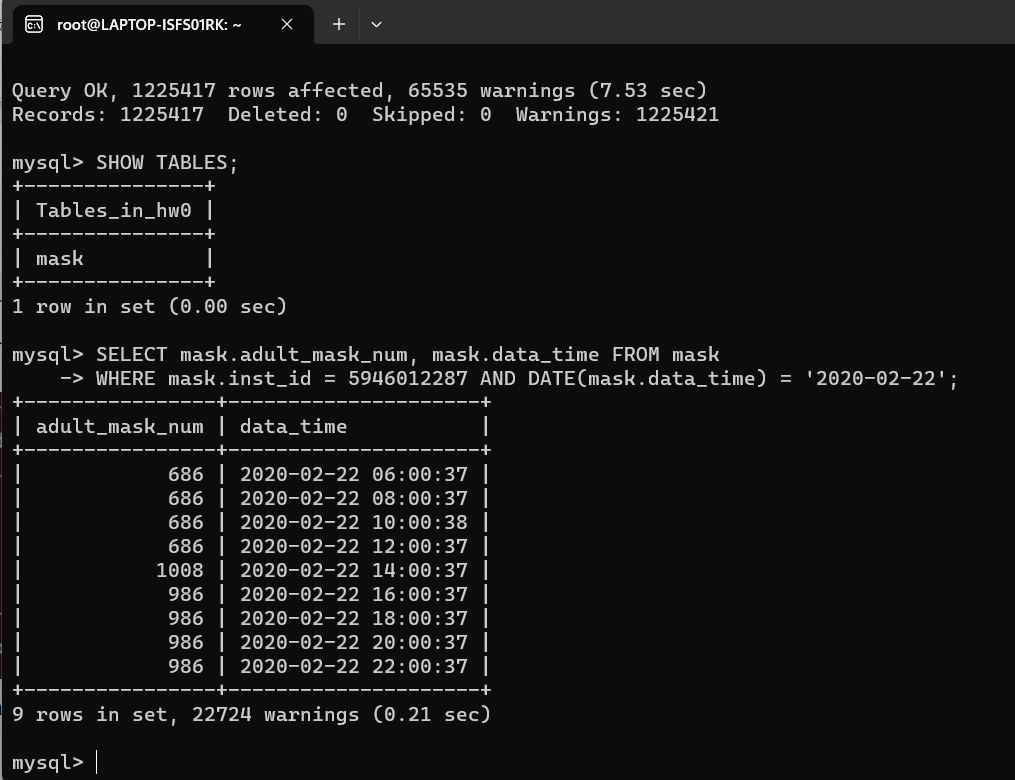 root@LAPTOP-ISFS01RK: ~
Query OK, 1225417 rows affected, 65535 warnings (7.53 sec)
Records: 1225417  Deleted: 0  Skipped: 0  Warnings: 1225421
mysql> SHOW TABLES;
+---------------+
| Tables_in_hw0 |
+---------------+
| mask          |
+---------------+
1 row in set (0.00 sec)
mysql> SELECT mask.adult_mask_num, mask.data_time FROM mask
    -> WHERE mask.inst_id = 5946012287 AND DATE(mask.data_time) = '2020-02-22';
+----------------+---------------------+
| adult_mask_num | data_time           |
+----------------+---------------------+
|            686 | 2020-02-22 06:00:37 |
|            686 | 2020-02-22 08:00:37 |
|            686 | 2020-02-22 10:00:38 |
|            686 | 2020-02-22 12:00:37 |
|           1008 | 2020-02-22 14:00:37 |
|            986 | 2020-02-22 16:00:37 |
|            986 | 2020-02-22 18:00:37 |
|            986 | 2020-02-22 20:00:37 |
|            986 | 2020-02-22 22:00:37 |
+----------------+---------------------+
9 rows in set, 22724 warnings (0.21 sec)
mysql>